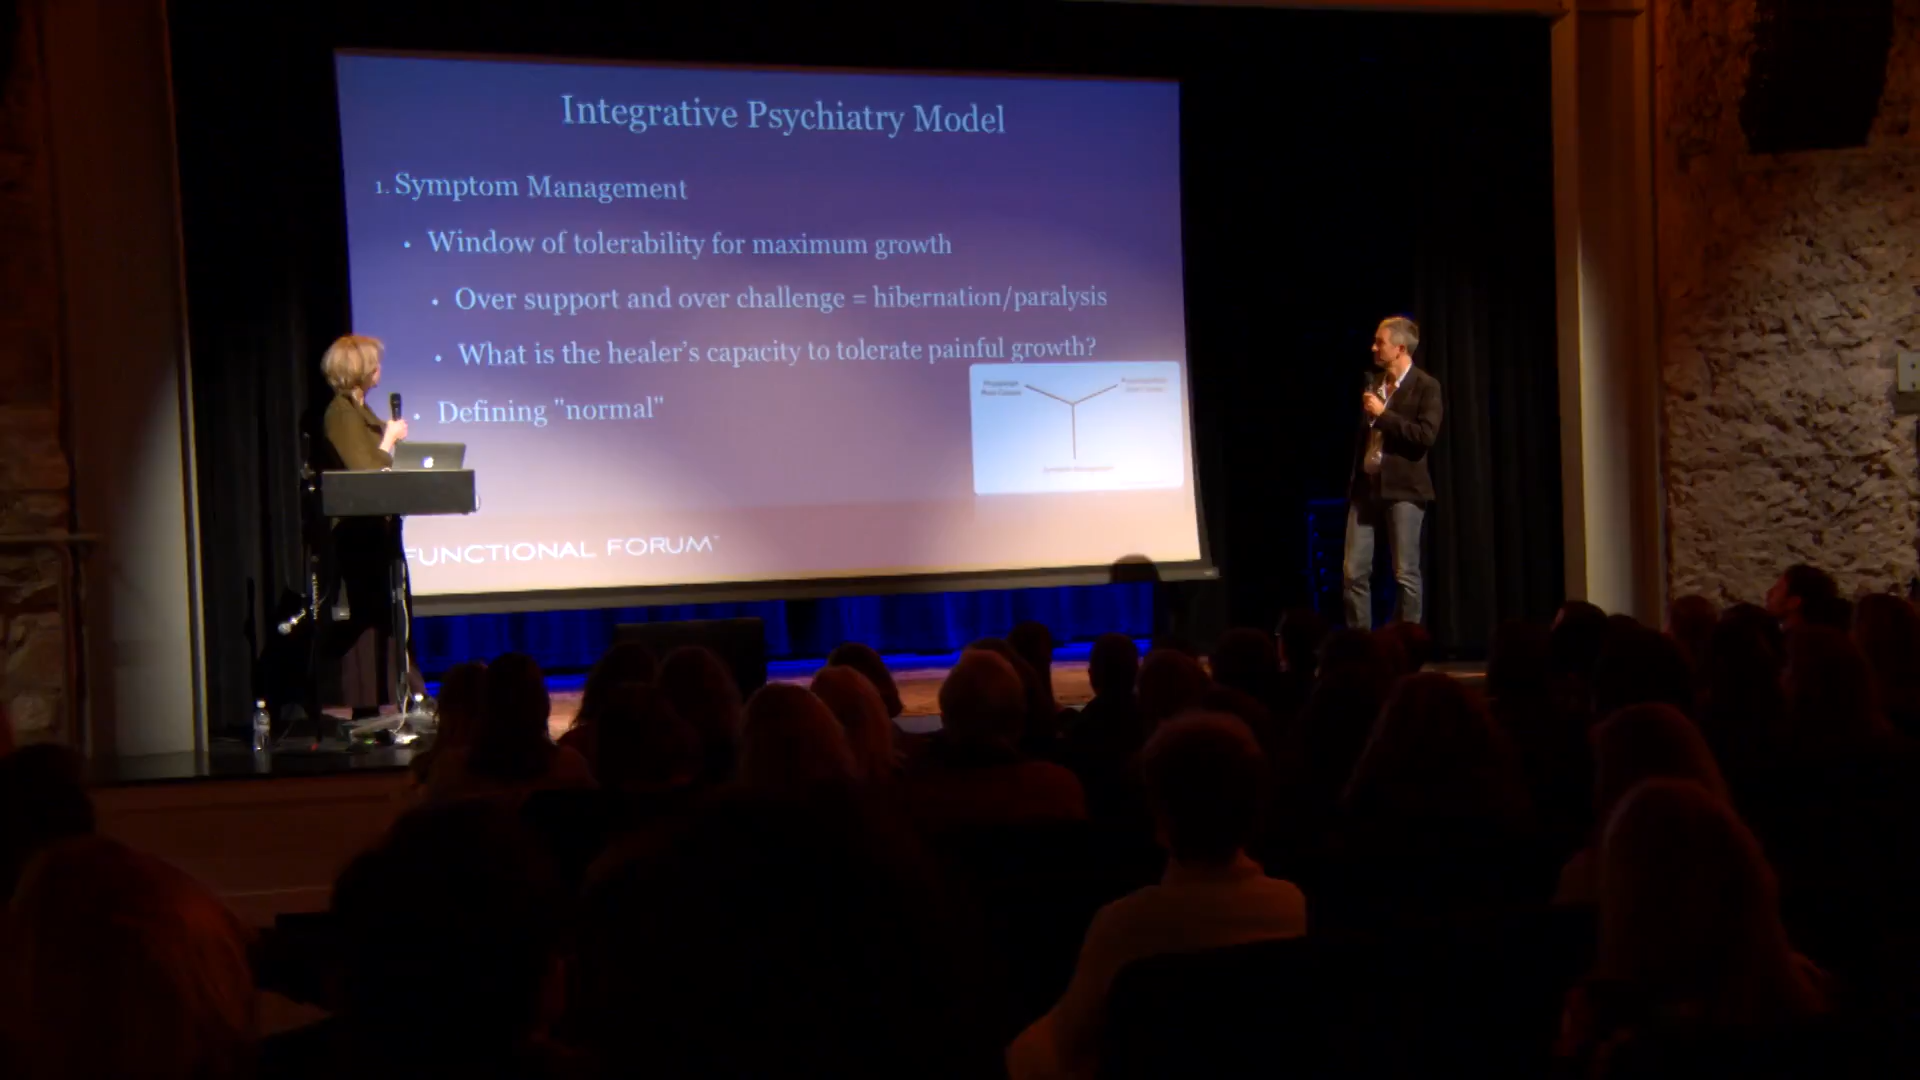 Integrative Psychiatry Model
1. Symptom Management
• Window of tolerability for maximum growth
• Over support and over challenge = hibernation/paralysis
• What is the healer's capacity to tolerate painful growth?
• Defining "normal"
FUNCTIONAL FORUM™